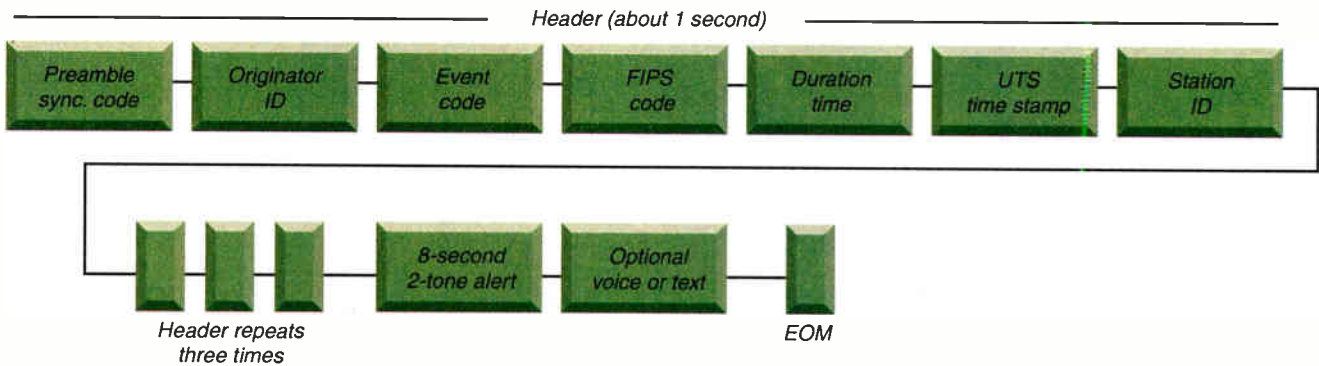 Header (about 1 second)
Preamble
sync. code
Originator
ID
Event
code
FIPS
code
Duration
time
UTS
time stamp
Station
ID
8-second
2-tone alert
Optional
voice or text
Header repeats
three times
EOM